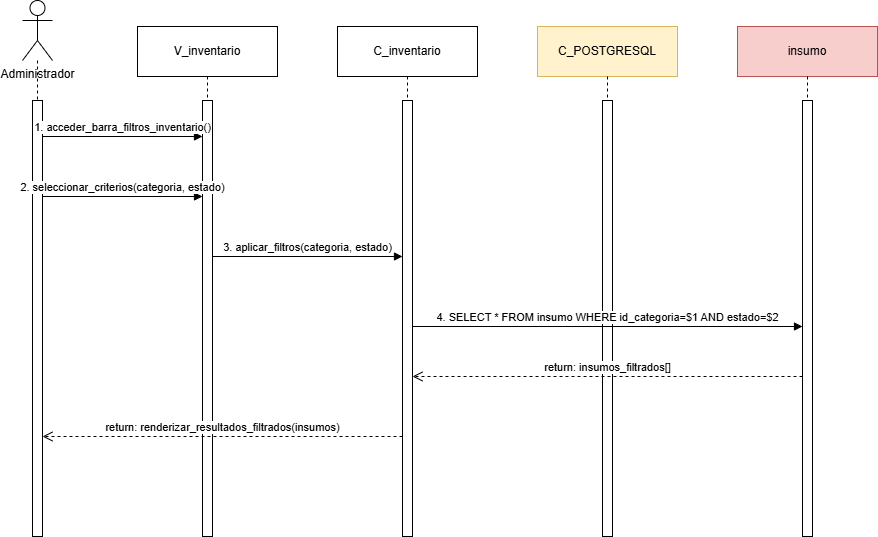 Administrador
V_inventario
C_inventario
C_POSTGRESQL
insumo
1. acceder_barra_filtros_inventario()
2. seleccionar_criterios(categoria, estado)
3. aplicar_filtros(categoria, estado)
4. SELECT * FROM insumo WHERE id_categoria=$1 AND estado=$2
return: insumos_filtrados[]
return: renderizar_resultados_filtrados(insumos)